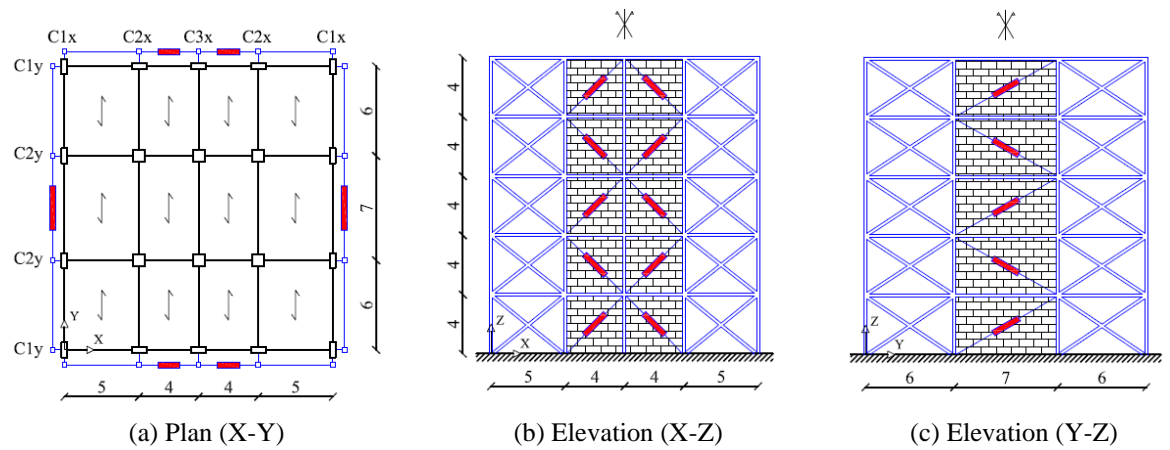 C1x C2x C3x C2x C1x
C1y
6
C2y
7
C2y
6
Y
X
C1y
5 4 4 5
4
4
4
4
4
Z
X
5 4 4 5
Z
Y
6 7 6
(a) Plan (X-Y) (b) Elevation (X-Z) (c) Elevation (Y-Z)